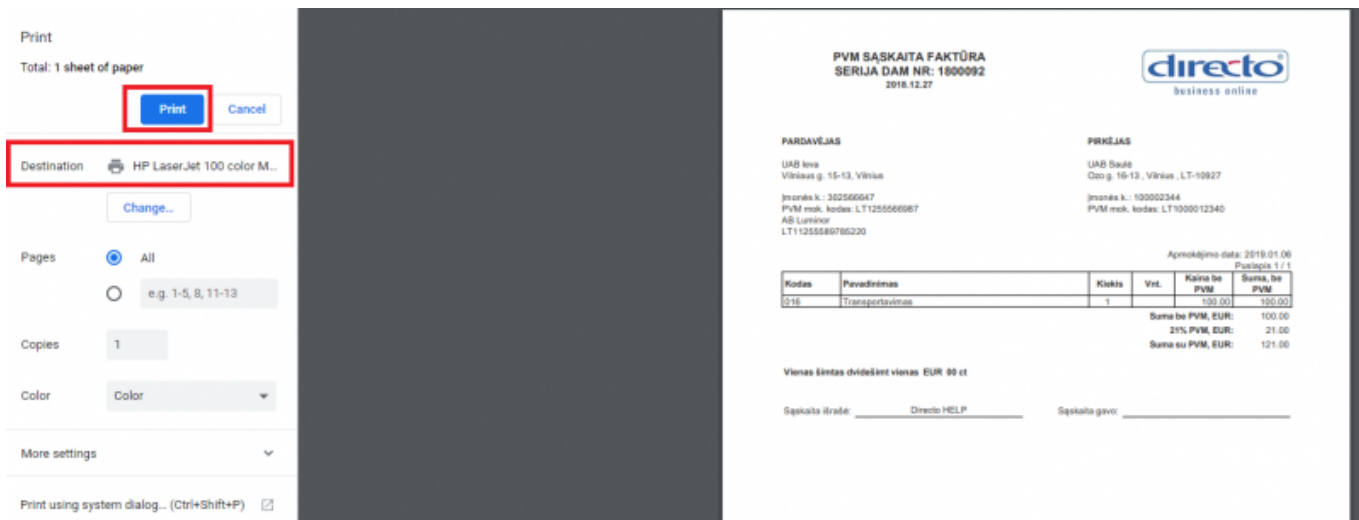 Print
Total: 1 sheet of paper
Print Cancel
Destination HP LaserJet 100 color M...
Change...
Pages All
e.g. 1-5, 8, 11-13
Copies 1
Color Color
More settings
Print using system dialog... (Ctrl+Shift+P)
PVM SĄSKAITA FAKTŪRA
SERIJA DAM NR: 1800092
2018.12.27
directo
business online
PARDAVĖJAS PIRKĖJAS
UAB Ieva UAB Saulė
Vilniaus g. 15-13, Vilnius Ozo g. 16-13 , Vilnius , LT-10927
Įmonės k.: 302566647 Įmonės k.: 100002344
PVM mok. kodas: LT1255566987 PVM mok. kodas: LT1000012340
AB Luminor
LT11255589785220
Apmokėjimo data: 2019.01.06
Puslapis 1 / 1
Kodas Pavadinimas Kiekis Vnt. Kaina be PVM Suma, be PVM
016 Transportavimas 1 100.00 100.00
Suma be PVM, EUR: 100.00
21% PVM, EUR: 21.00
Suma su PVM, EUR: 121.00
Vienas šimtas dvidešimt vienas EUR 00 ct
Sąskaita išrašė: Directo HELP Sąskaita gavo: